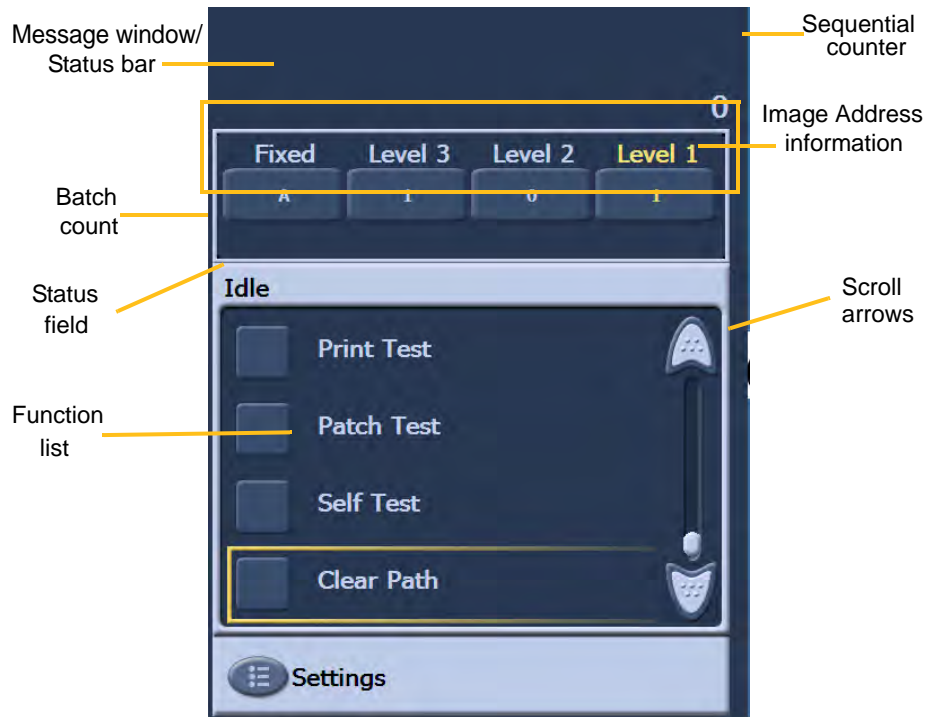 Message window/
Status bar
Sequential
counter
0
Image Address
information
Fixed Level 3 Level 2 Level 1
A 1 0 1
Batch
count
Status
field
Idle
Scroll
arrows
Print Test
Function
list
Patch Test
Self Test
Clear Path
Settings